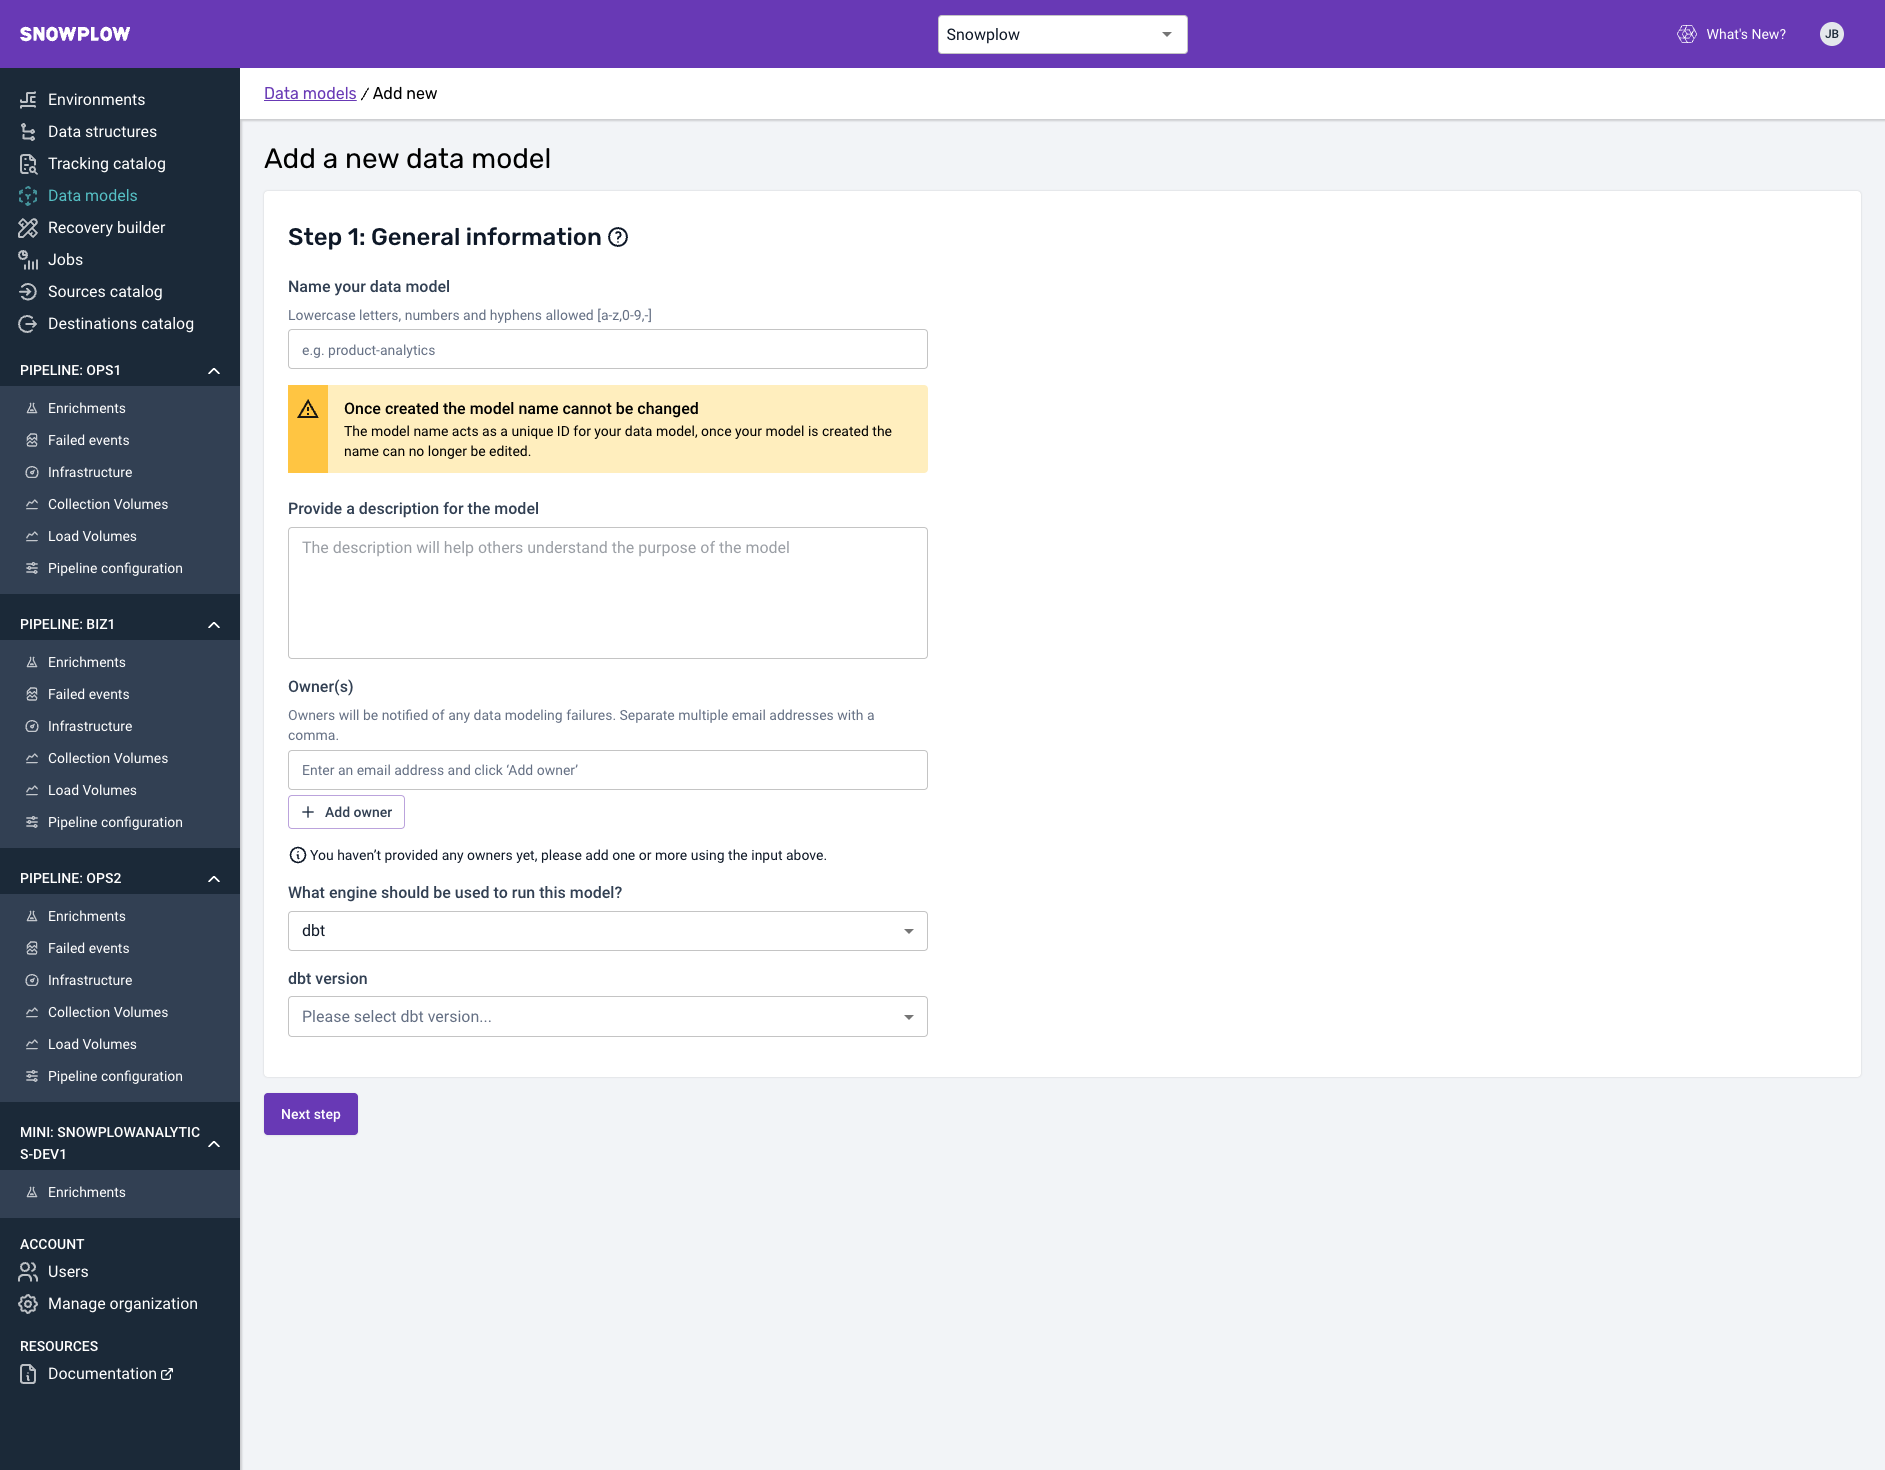 SNOWPLOW
Snowplow
What's New?
JB
Environments
Data structures
Tracking catalog
Data models
Recovery builder
Jobs
Sources catalog
Destinations catalog
PIPELINE: OPS1
Enrichments
Failed events
Infrastructure
Collection Volumes
Load Volumes
Pipeline configuration
PIPELINE: BIZ1
Enrichments
Failed events
Infrastructure
Collection Volumes
Load Volumes
Pipeline configuration
PIPELINE: OPS2
Enrichments
Failed events
Infrastructure
Collection Volumes
Load Volumes
Pipeline configuration
MINI: SNOWPLOWANALYTIC
S-DEV1
Enrichments
ACCOUNT
Users
Manage organization
RESOURCES
Documentation
Data models / Add new
Add a new data model
Step 1: General information
Name your data model
Lowercase letters, numbers and hyphens allowed [a-z,0-9,-]
e.g. product-analytics
Once created the model name cannot be changed
The model name acts as a unique ID for your data model, once your model is created the
name can no longer be edited.
Provide a description for the model
The description will help others understand the purpose of the model
Owner(s)
Owners will be notified of any data modeling failures. Separate multiple email addresses with a
comma.
Enter an email address and click ‘Add owner’
Add owner
You haven’t provided any owners yet, please add one or more using the input above.
What engine should be used to run this model?
dbt
dbt version
Please select dbt version...
Next step